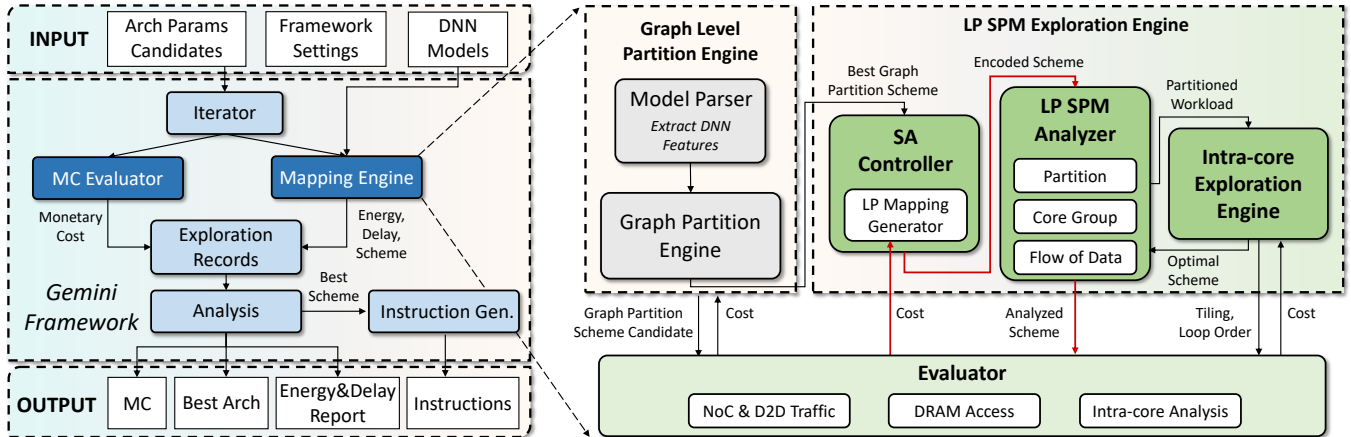 INPUT
Arch Params
Candidates
Framework
Settings
DNN
Models
Iterator
MC Evaluator
Mapping Engine
Monetary
Cost
Energy,
Delay,
Scheme
Exploration
Records
Best
Scheme
Gemini
Framework
Analysis
Instruction Gen.
OUTPUT
MC
Best Arch
Energy&Delay
Report
Instructions
Graph Level
Partition Engine
Model Parser
Extract DNN
Features
Graph Partition
Engine
LP SPM Exploration Engine
Best Graph
Partition Scheme
Encoded Scheme
Partitioned
Workload
SA
Controller
LP Mapping
Generator
LP SPM
Analyzer
Partition
Core Group
Flow of Data
Intra-core
Exploration
Engine
Optimal
Scheme
Graph Partition
Scheme Candidate
Cost
Cost
Analyzed
Scheme
Tiling,
Loop Order
Cost
Evaluator
NoC & D2D Traffic
DRAM Access
Intra-core Analysis